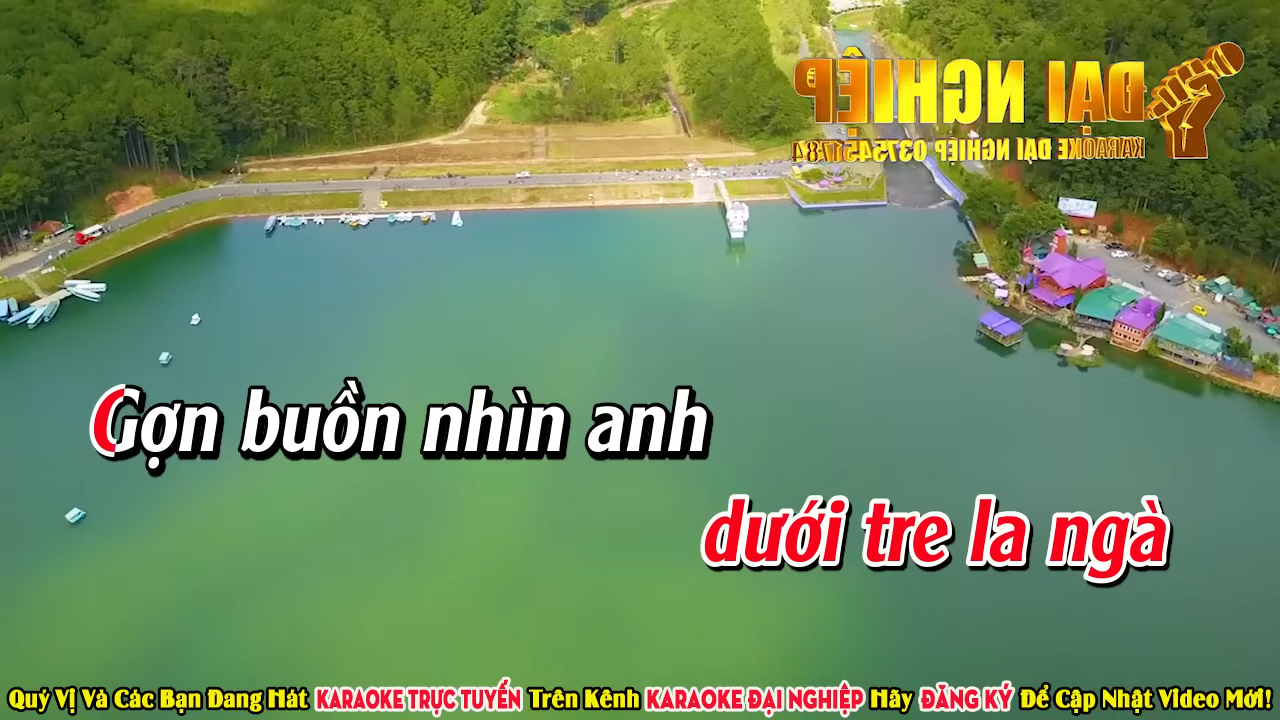 ĐẠI NGHIỆP
KARAOKE ĐẠI NGHIỆP 0375451784
Gợn buồn nhìn anh
dưới tre la ngà
Quý Vị Và Các Bạn Đang Hát KARAOKE TRỰC TUYẾN Trên Kênh KARAOKE ĐẠI NGHIỆP Hãy ĐĂNG KÝ Để Cập Nhật Video Mới!